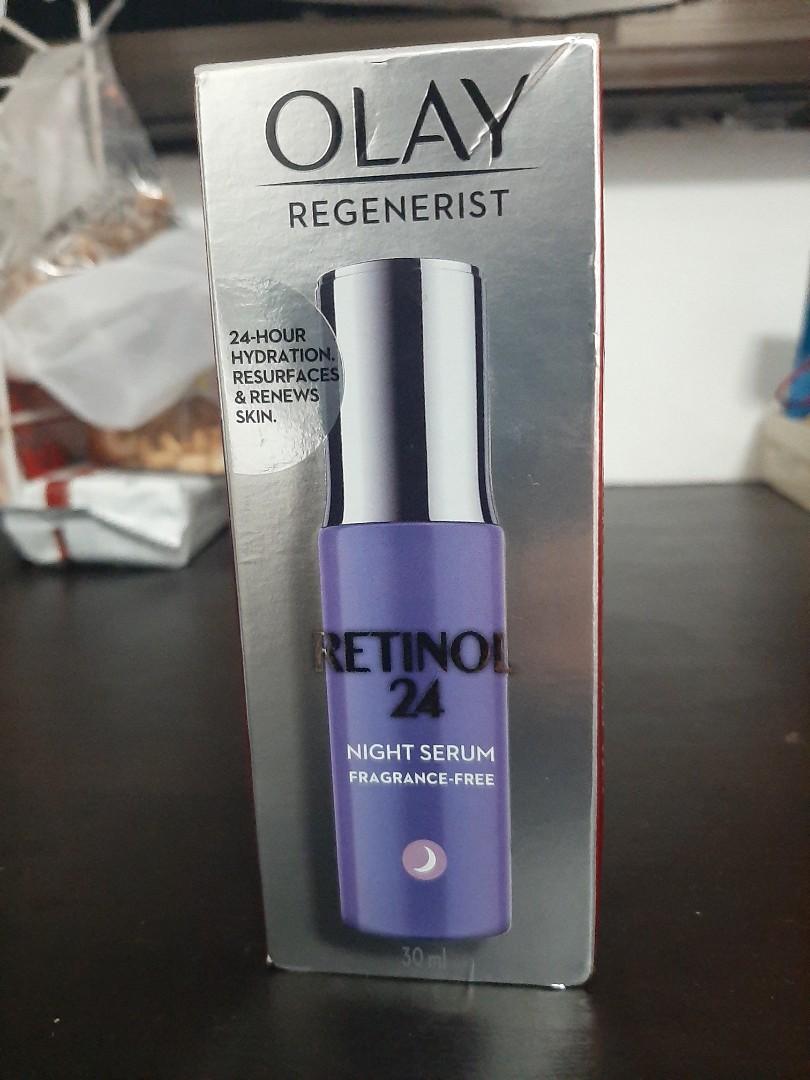 OLAY
REGENERIST
24-HOUR
HYDRATION.
RESURFACES
& RENEWS
SKIN.
RETINOL
24
NIGHT SERUM
FRAGRANCE-FREE
30 ml